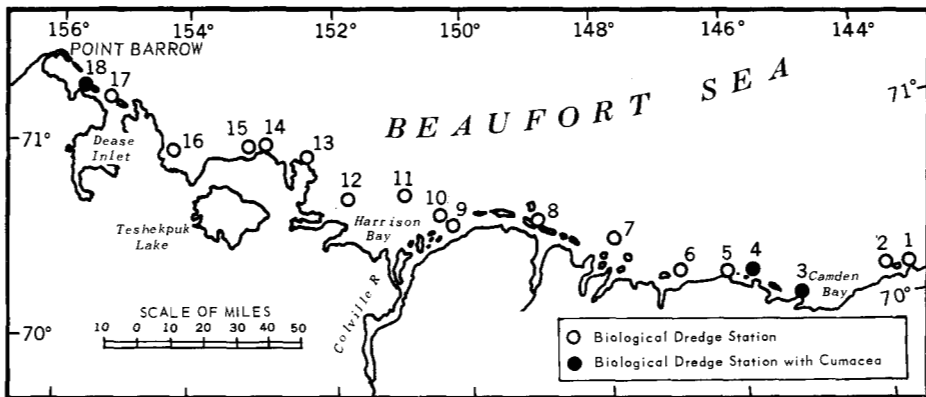 156° 154° 152° 150° 148° 146° 144°
POINT BARROW
18
17
BEAUFORT SEA
71°
71°
Dease
Inlet
16
15
14
13
12
11
10
9
8
7
6
5
4
3
2
1
Teshekpuk
Lake
Harrison
Bay
Camden
Bay
70°
Colville R
SCALE OF MILES
10 0 10 20 30 40 50
70°
Biological Dredge Station
Biological Dredge Station with Cumacea